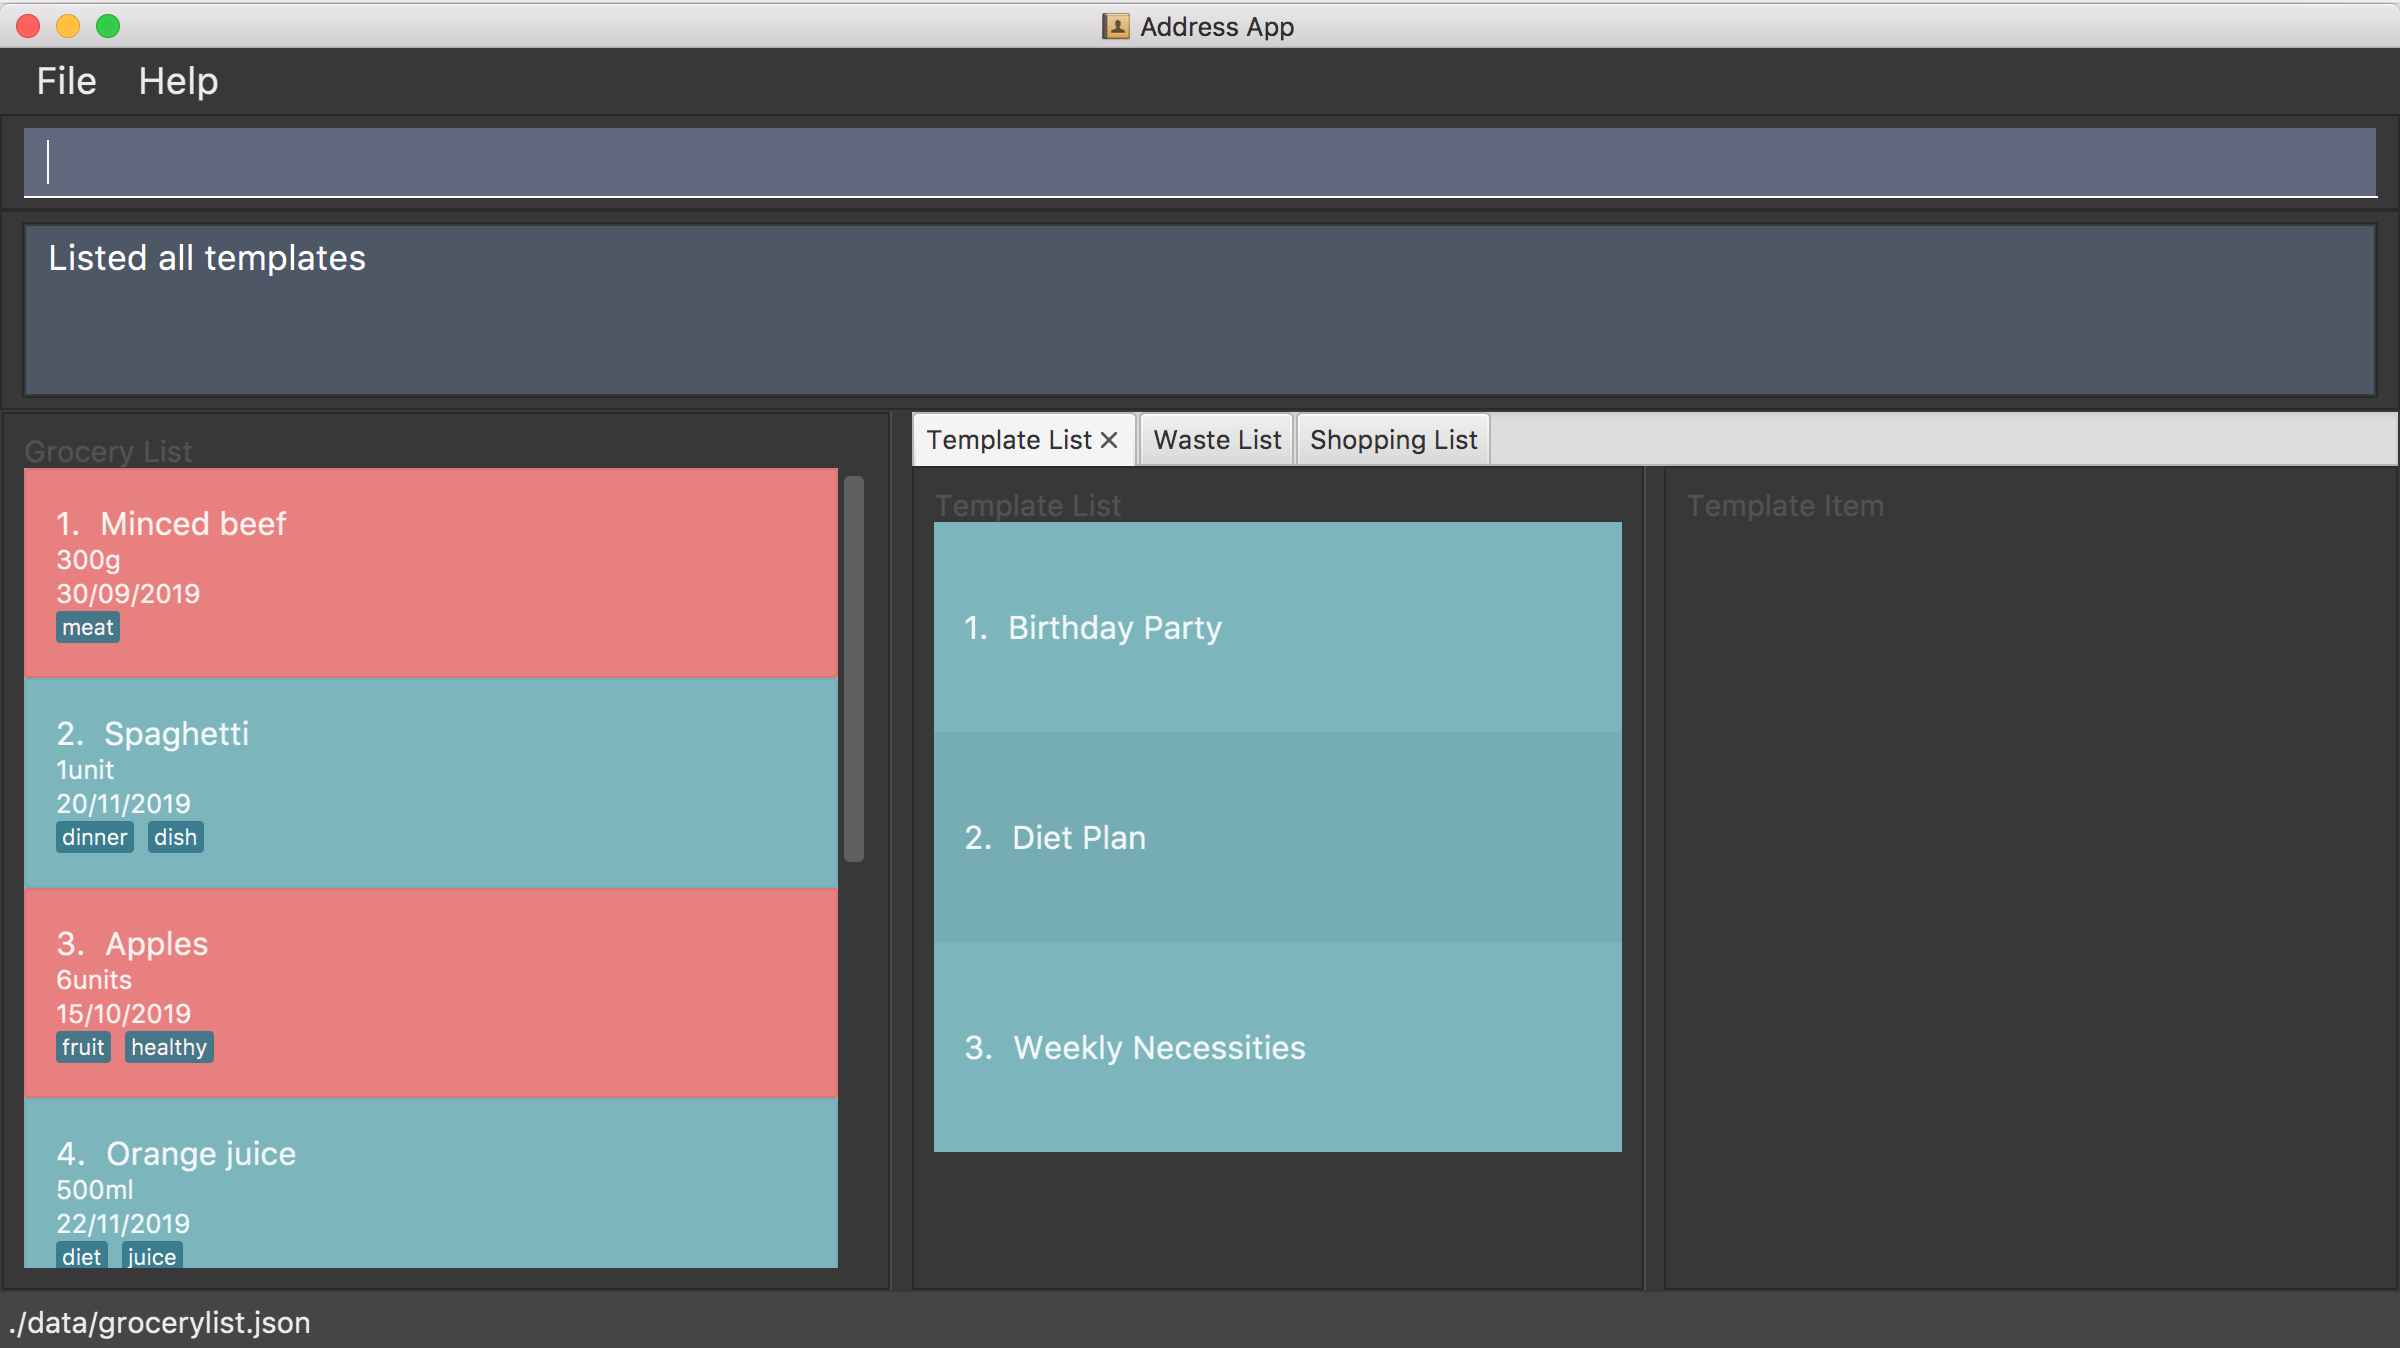 Address App
File Help
Listed all templates
Grocery List
1. Minced beef
300g
30/09/2019
meat
2. Spaghetti
1unit
20/11/2019
dinner dish
3. Apples
6units
15/10/2019
fruit healthy
4. Orange juice
500ml
22/11/2019
diet juice
Template List Waste List Shopping List
Template List
1. Birthday Party
2. Diet Plan
3. Weekly Necessities
Template Item
./data/grocerylist.json